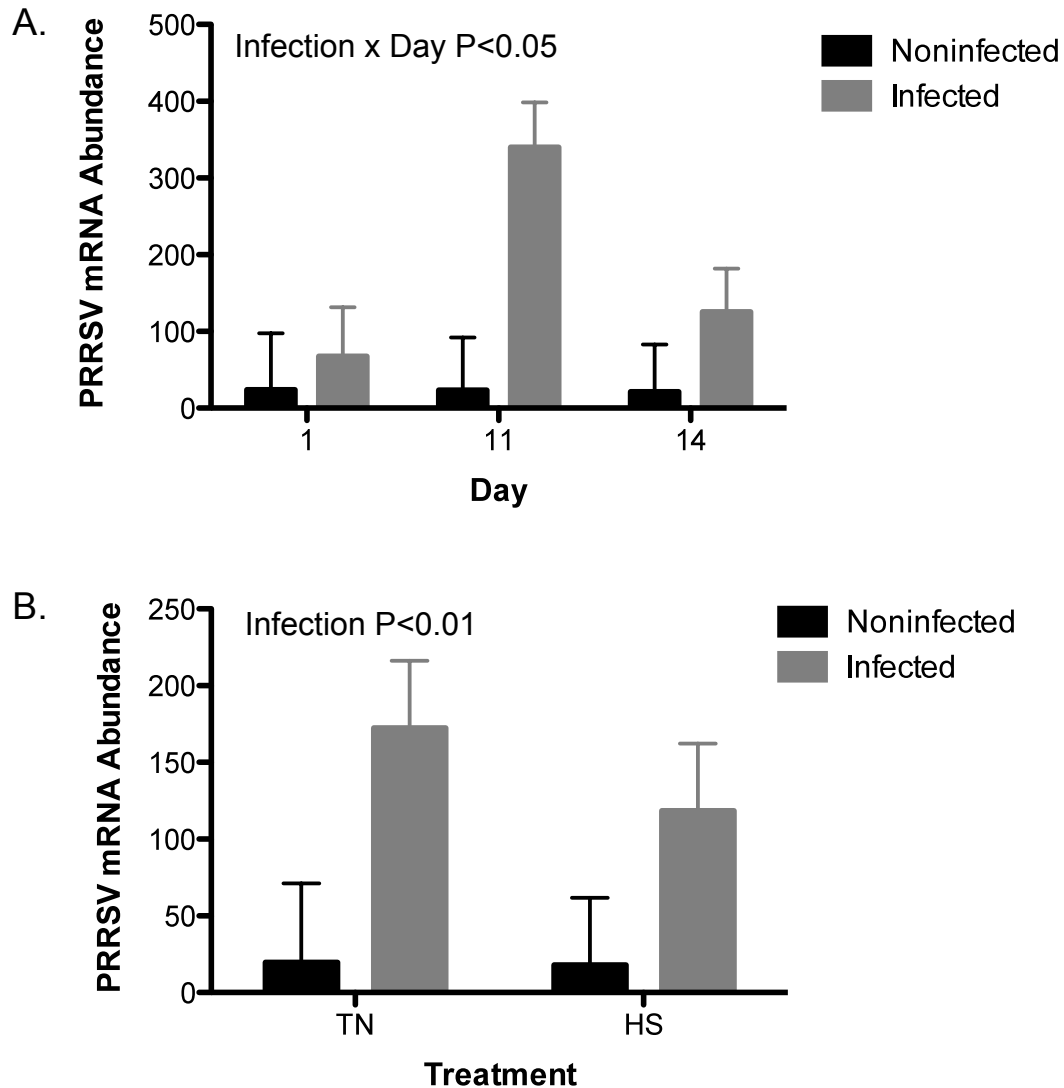 A.
Infection x Day P<0.05
Noninfected
Infected
PRRSV mRNA Abundance
500
400
300
200
100
0
1 11 14
Day
B.
Infection P<0.01
Noninfected
Infected
PRRSV mRNA Abundance
250
200
150
100
50
0
TN HS
Treatment